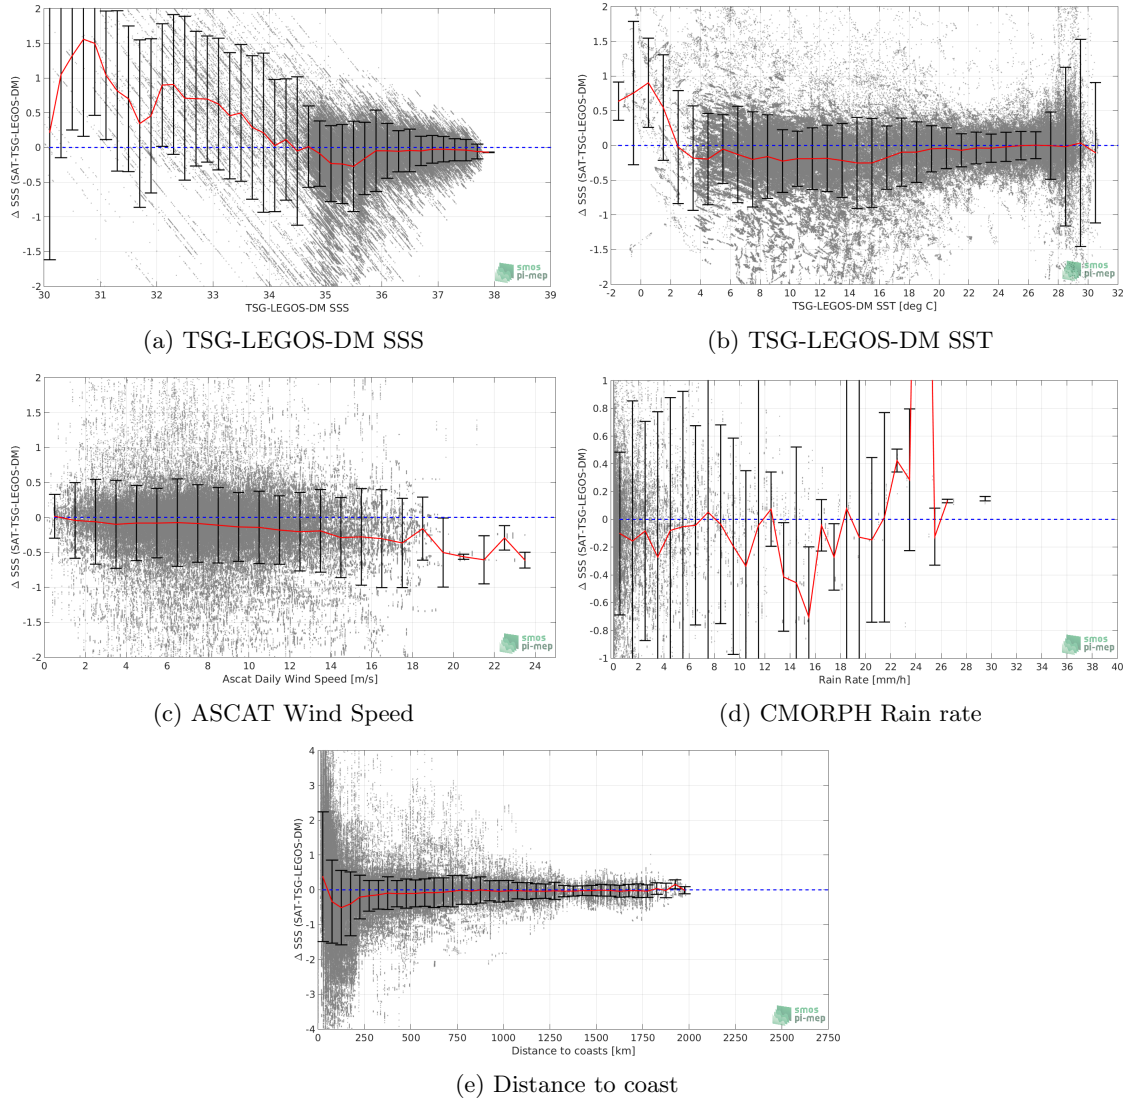 2
1.5
1
0.5
0
-0.5
-1
-1.5
-2
Δ SSS (SAT-TSG-LEGOS-DM)
30 31 32 33 34 35 36 37 38 39
TSG-LEGOS-DM SSS
smos
pi-mep
(a) TSG-LEGOS-DM SSS
2
1.5
1
0.5
0
-0.5
-1
-1.5
-2
Δ SSS (SAT-TSG-LEGOS-DM)
-2 0 2 4 6 8 10 12 14 16 18 20 22 24 26 28 30 32
TSG-LEGOS-DM SST [deg C]
smos
pi-mep
(b) TSG-LEGOS-DM SST
2
1.5
1
0.5
0
-0.5
-1
-1.5
-2
Δ SSS (SAT-TSG-LEGOS-DM)
0 2 4 6 8 10 12 14 16 18 20 22 24
Ascat Daily Wind Speed [m/s]
smos
pi-mep
(c) ASCAT Wind Speed
1
0.8
0.6
0.4
0.2
0
-0.2
-0.4
-0.6
-0.8
-1
Δ SSS (SAT-TSG-LEGOS-DM)
0 2 4 6 8 10 12 14 16 18 20 22 24 26 28 30 32 34 36 38 40
Rain Rate [mm/h]
smos
pi-mep
(d) CMORPH Rain rate
4
3
2
1
0
-1
-2
-3
-4
Δ SSS (SAT-TSG-LEGOS-DM)
0 250 500 750 1000 1250 1500 1750 2000 2250 2500 2750
Distance to coasts [km]
smos
pi-mep
(e) Distance to coast